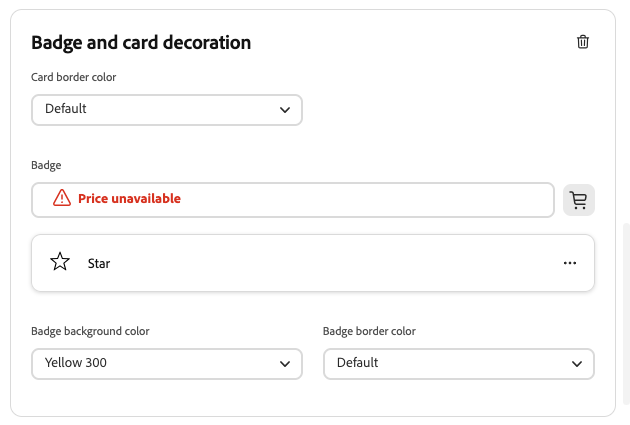 Badge and card decoration
Card border color
Default
Badge
Price unavailable
Star
Badge background color
Badge border color
Yellow 300
Default